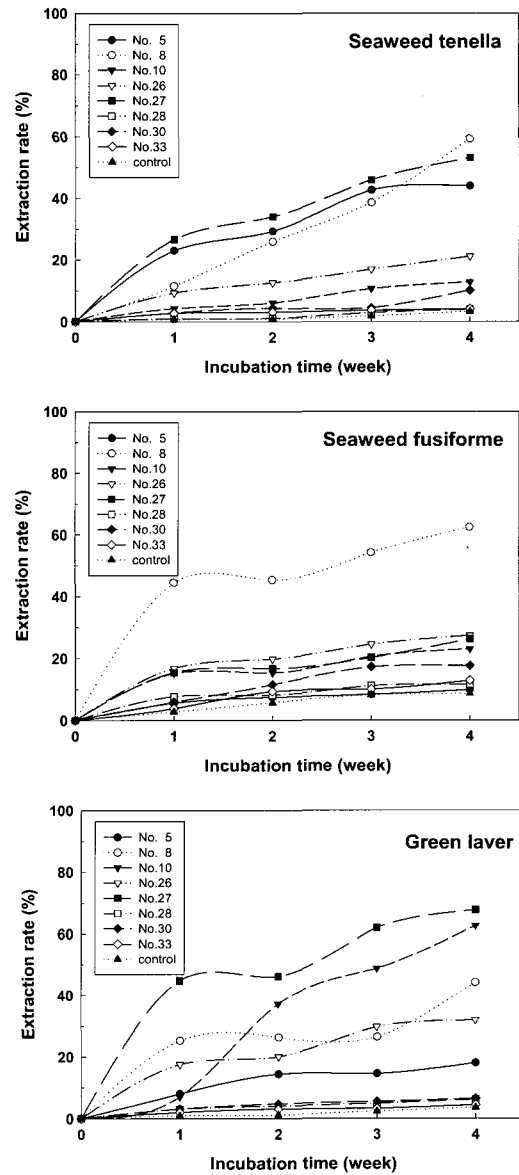 Seaweed tenella
No. 5
No. 8
No.10
No.26
No.27
No.28
No.30
No.33
control
Extraction rate (%)
100
80
60
40
20
0
0 1 2 3 4
Incubation time (week)
Seaweed fusiforme
No. 5
No. 8
No.10
No.26
No.27
No.28
No.30
No.33
control
Extraction rate (%)
100
80
60
40
20
0
0 1 2 3 4
Incubation time (week)
Green laver
No. 5
No. 8
No.10
No.26
No.27
No.28
No.30
No.33
control
Extraction rate (%)
100
80
60
40
20
0
0 1 2 3 4
Incubation time (week)